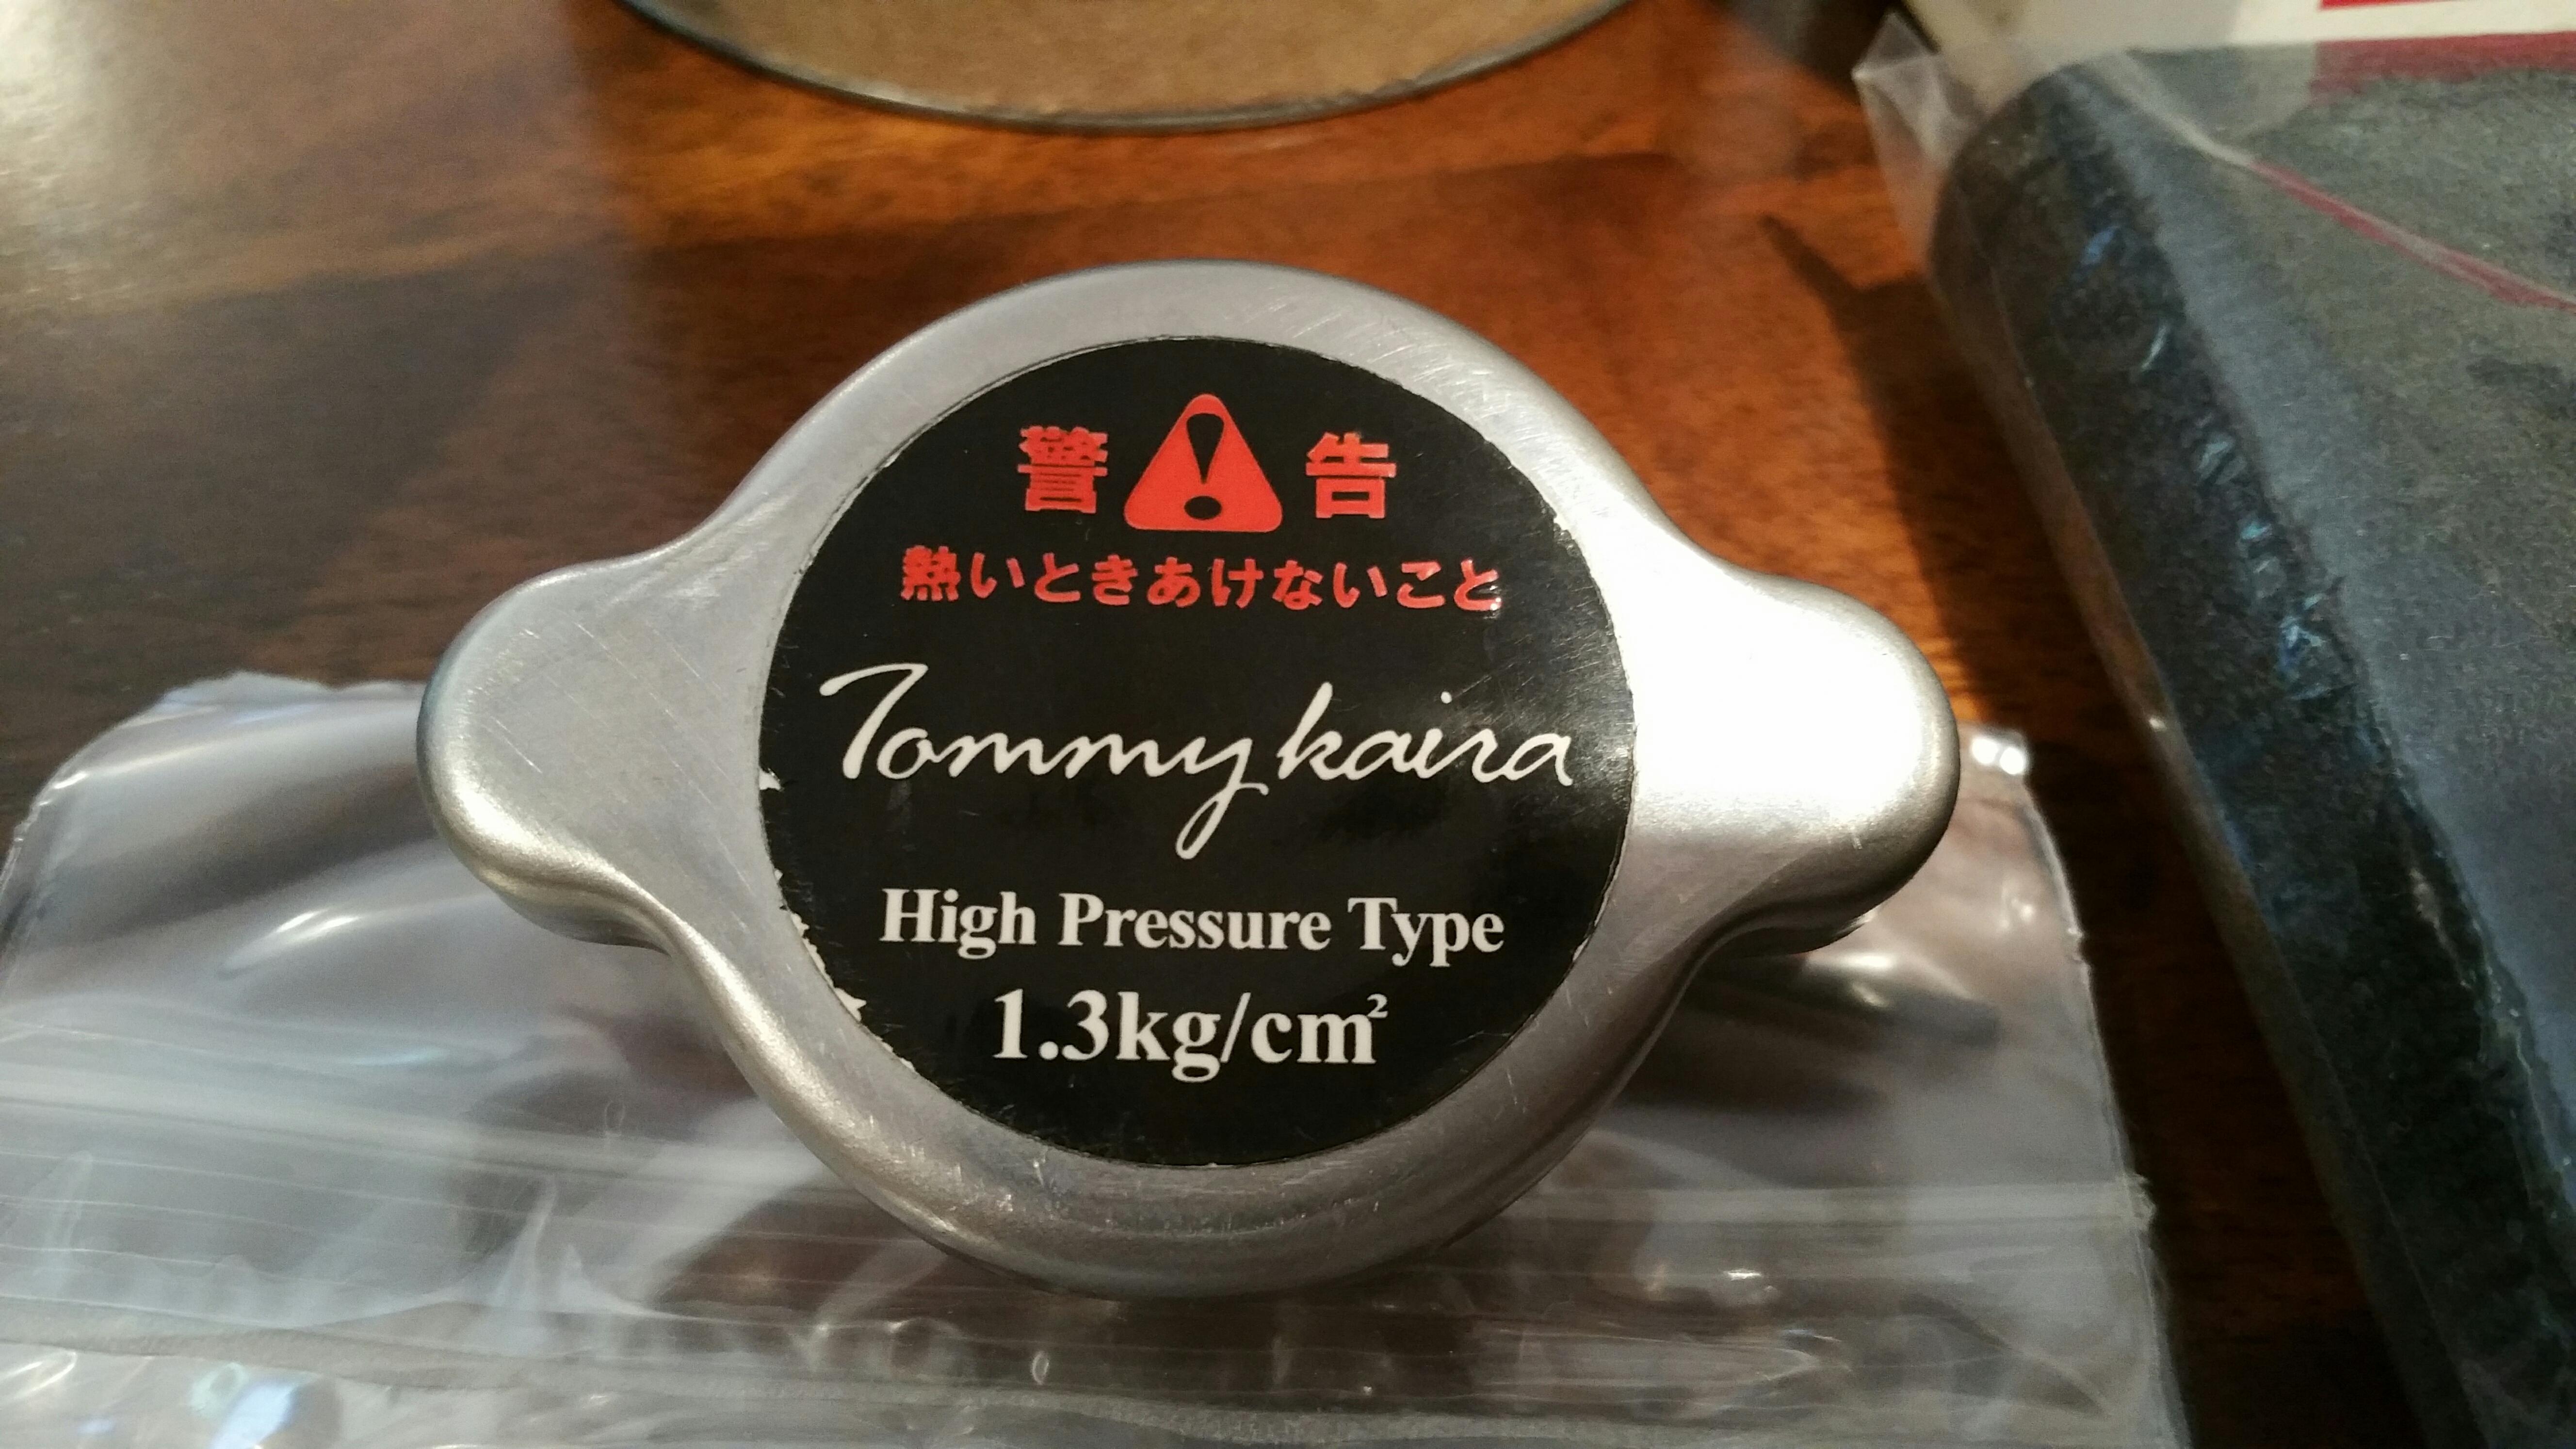 警告
熱いときあけないこと
Tommykaira
High Pressure Type
1.3kg/cm²